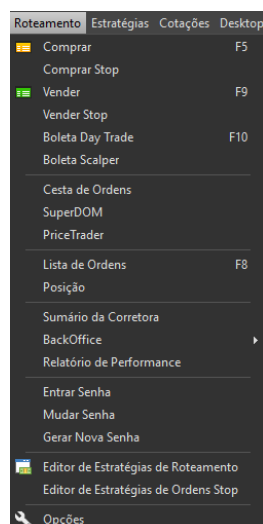 Roteamento Estratégias Cotações Desktop
Comprar F5
Comprar Stop
Vender F9
Vender Stop
Boleta Day Trade F10
Boleta Scalper
Cesta de Ordens
SuperDOM
PriceTrader
Lista de Ordens F8
Posição
Sumário da Corretora
BackOffice
Relatório de Performance
Entrar Senha
Mudar Senha
Gerar Nova Senha
Editor de Estratégias de Roteamento
Editor de Estratégias de Ordens Stop
Opções